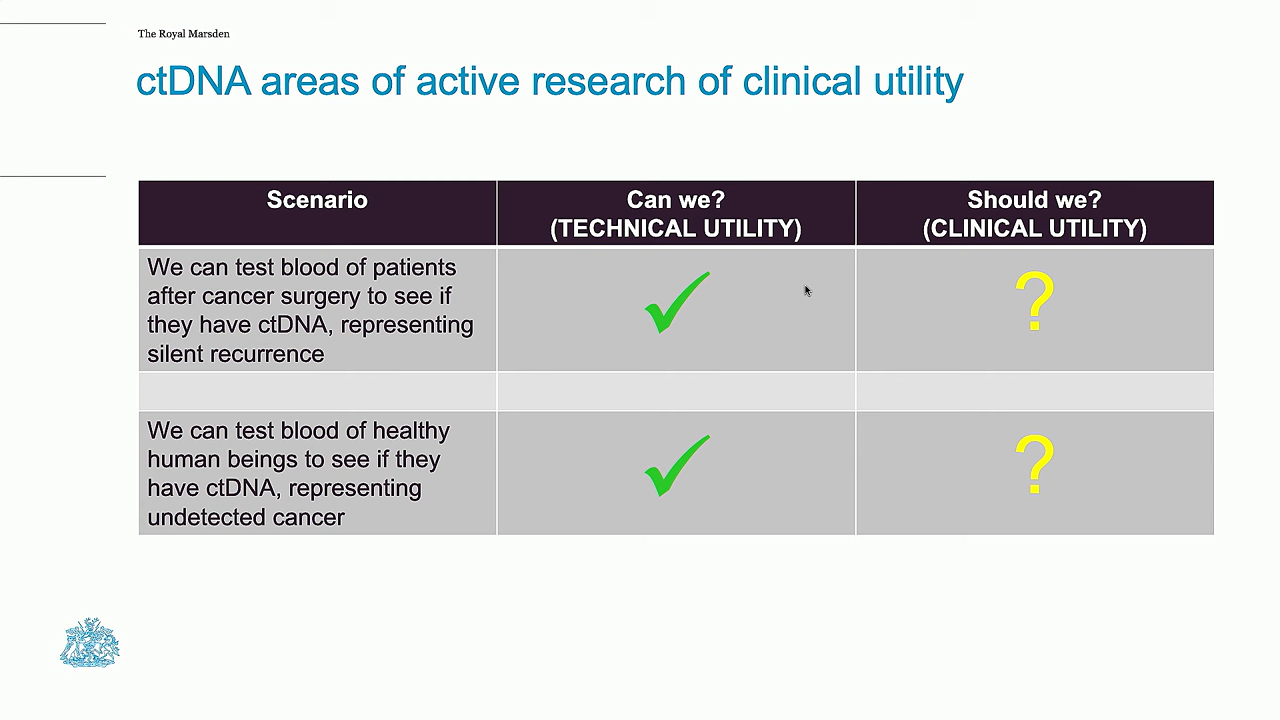 The Royal Marsden
ctDNA areas of active research of clinical utility
Scenario
Can we?
(TECHNICAL UTILITY)
Should we?
(CLINICAL UTILITY)
We can test blood of patients
after cancer surgery to see if
they have ctDNA, representing
silent recurrence
?
We can test blood of healthy
human beings to see if they
have ctDNA, representing
undetected cancer
?